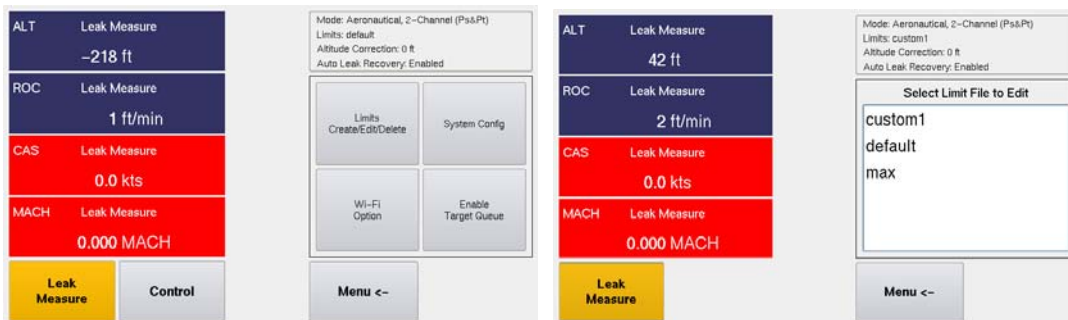 ALT Leak Measure
-218 ft
ROC Leak Measure
1 ft/min
CAS Leak Measure
0.0 kts
MACH Leak Measure
0.000 MACH
Leak
Measure
Control
Mode: Aeronautical, 2-Channel (Ps&Pt)
Limits: default
Altitude Correction: 0 ft
Auto Leak Recovery: Enabled
Limits
Create/Edit/Delete
System Config
Wi-Fi
Option
Enable
Target Queue
Menu <-
ALT Leak Measure
42 ft
ROC Leak Measure
2 ft/min
CAS Leak Measure
0.0 kts
MACH Leak Measure
0.000 MACH
Leak
Measure
Mode: Aeronautical, 2-Channel (Ps&Pt)
Limits: custom1
Altitude Correction: 0 ft
Auto Leak Recovery: Enabled
Select Limit File to Edit
custom1
default
max
Menu <-